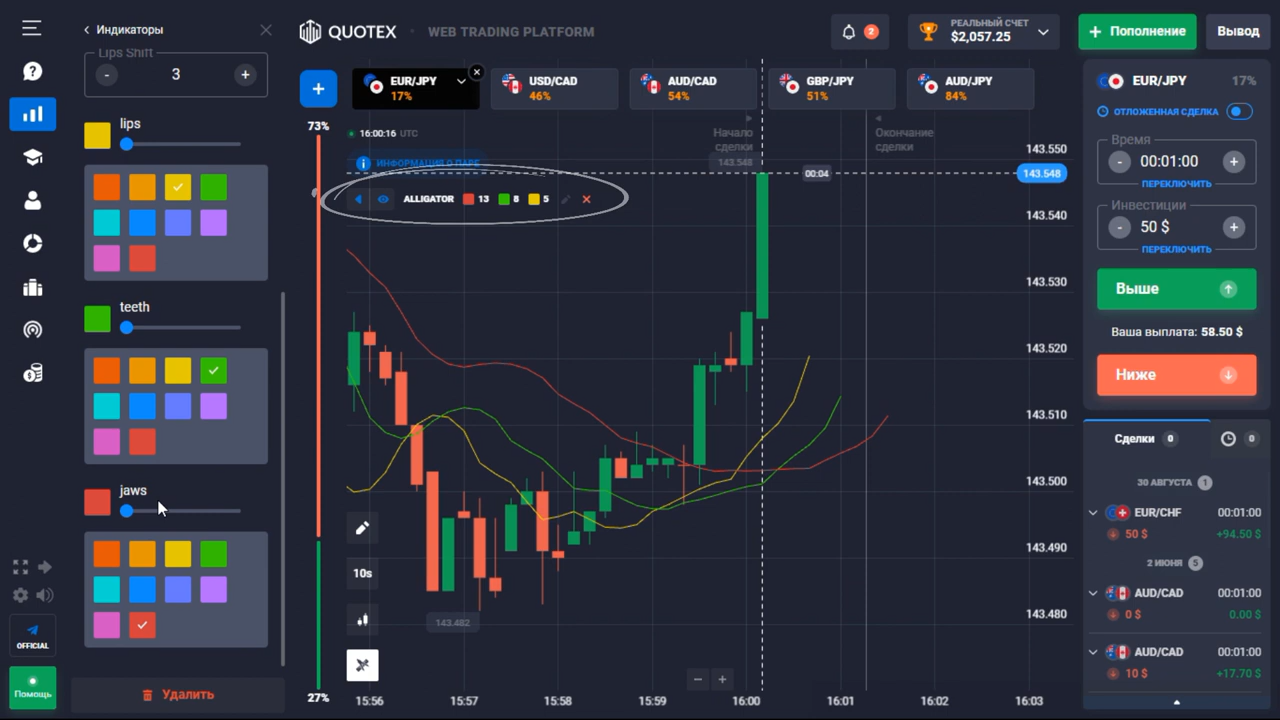 Индикаторы
Lips Shift
- 3 +
lips
teeth
jaws
Удалить
OFFICIAL
Помощь
QUOTEX
WEB TRADING PLATFORM
2
РЕАЛЬНЫЙ СЧЕТ
$2,057.25
+ Пополнение
Вывод
+
EUR/JPY
17%
USD/CAD
46%
AUD/CAD
54%
GBP/JPY
51%
AUD/JPY
84%
73%
16:00:16 UTC
ИНФОРМАЦИЯ О ПАРЕ
Начало
сделки
Окончание
сделки
143.548
00:04
143.548
ALLIGATOR 13 8 5
143.550
143.540
143.530
143.520
143.510
143.500
143.490
143.480
10s
143.482
27%
- +
15:56 15:57 15:58 15:59 16:00 16:01 16:02 16:03
EUR/JPY 17%
ОТЛОЖЕННАЯ СДЕЛКА
Время
- 00:01:00 +
ПЕРЕКЛЮЧИТЬ
Инвестиции
- 50 $ +
ПЕРЕКЛЮЧИТЬ
Выше
Ваша выплата: 58.50 $
Ниже
Сделки 0
0
30 АВГУСТА 1
EUR/CHF 00:01:00
50 $ +94.50 $
2 ИЮНЯ 5
AUD/CAD 00:01:00
0 $ 0.00 $
AUD/CAD 00:01:00
10 $ +17.70 $